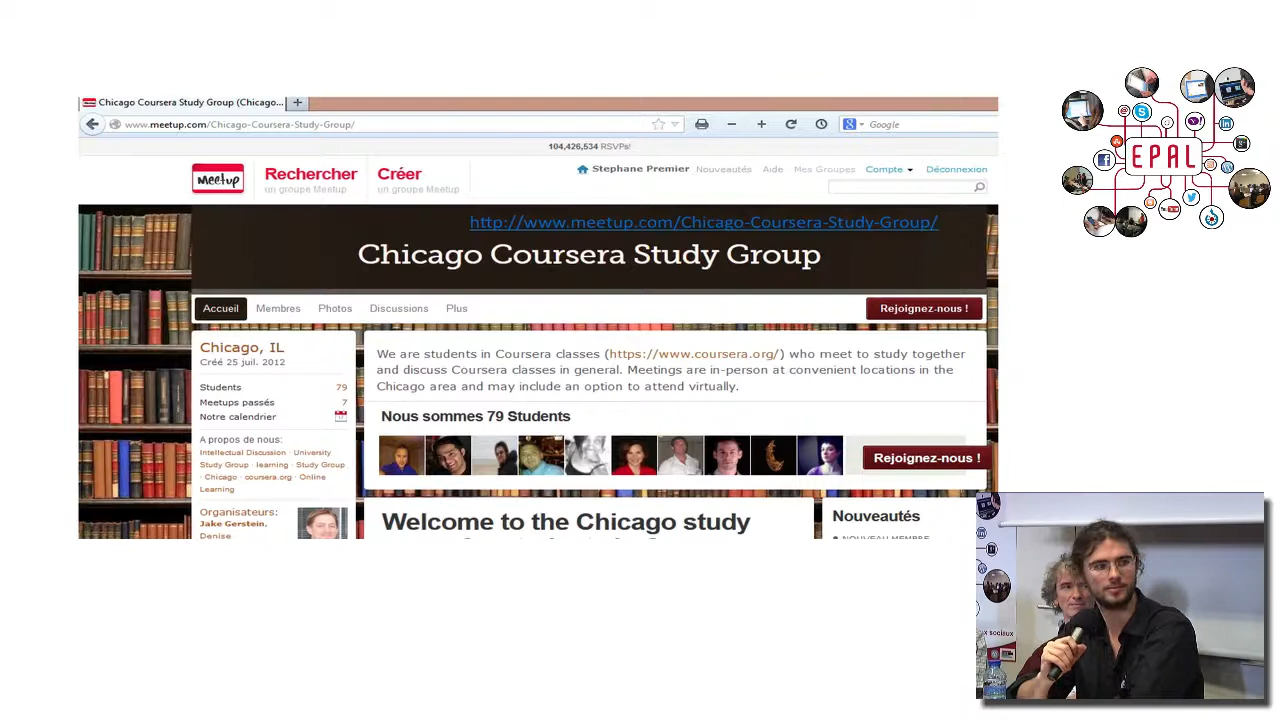 Chicago Coursera Study Group (Chicago...
www.meetup.com/Chicago-Coursera-Study-Group/
Google
104,426,534 RSVPs!
Meetup
Rechercher
un groupe Meetup
Créer
un groupe Meetup
Stephane Premier
Nouveautés
Aide
Mes Groupes
Compte
Déconnexion
http://www.meetup.com/Chicago-Coursera-Study-Group/
Chicago Coursera Study Group
Accueil
Membres
Photos
Discussions
Plus
Rejoignez-nous !
Chicago, IL
Créé 25 juil. 2012
Students 79
Meetups passés 7
Notre calendrier
A propos de nous:
Intellectual Discussion · University
Study Group · learning · Study Group
· Chicago · coursera.org · Online
Learning
Organisateurs:
Jake Gerstein,
Denise
We are students in Coursera classes (https://www.coursera.org/) who meet to study together
and discuss Coursera classes in general. Meetings are in-person at convenient locations in the
Chicago area and may include an option to attend virtually.
Nous sommes 79 Students
Rejoignez-nous !
Welcome to the Chicago study
Nouveautés
NOUVEAU MEMBRE
EPAL
ux sociaux